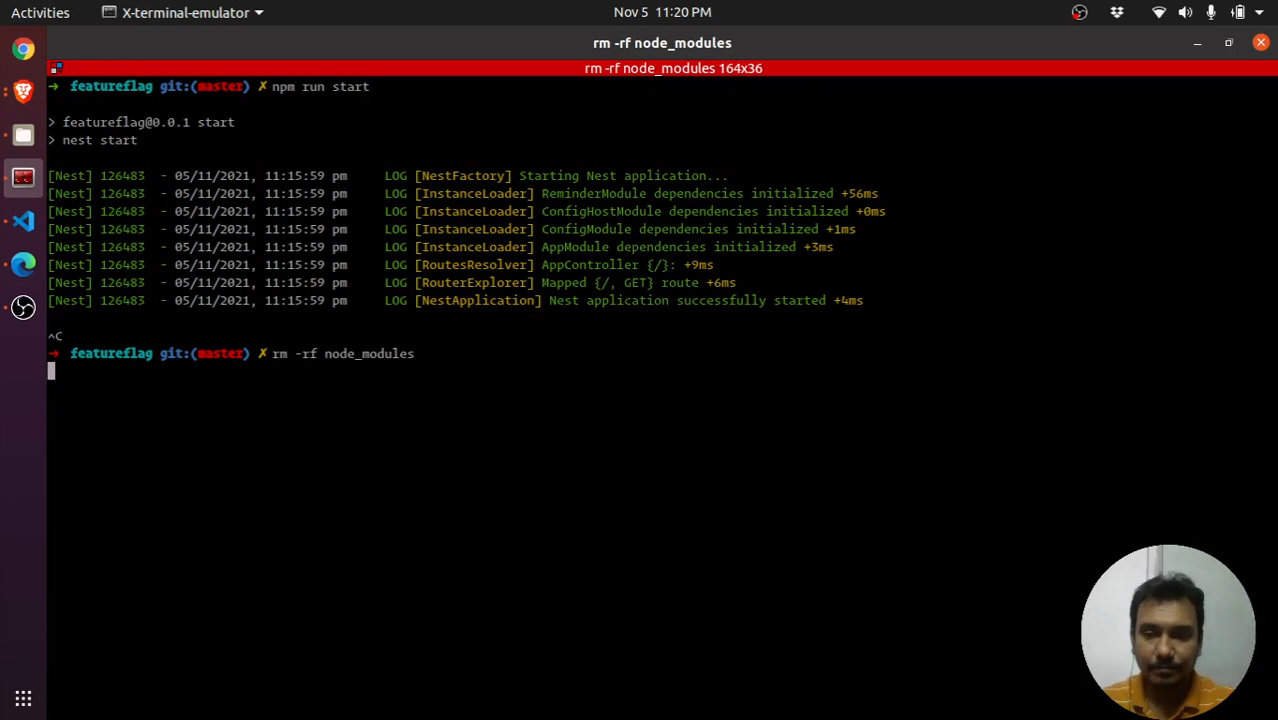 Activities
X-terminal-emulator
Nov 5 11:20 PM
rm -rf node_modules
rm -rf node_modules 164x36
→ featureflag git:(master) ✗ npm run start
> featureflag@0.0.1 start
> nest start
[Nest] 126483 - 05/11/2021, 11:15:59 pm LOG [NestFactory] Starting Nest application...
[Nest] 126483 - 05/11/2021, 11:15:59 pm LOG [InstanceLoader] ReminderModule dependencies initialized +56ms
[Nest] 126483 - 05/11/2021, 11:15:59 pm LOG [InstanceLoader] ConfigHostModule dependencies initialized +0ms
[Nest] 126483 - 05/11/2021, 11:15:59 pm LOG [InstanceLoader] ConfigModule dependencies initialized +1ms
[Nest] 126483 - 05/11/2021, 11:15:59 pm LOG [InstanceLoader] AppModule dependencies initialized +3ms
[Nest] 126483 - 05/11/2021, 11:15:59 pm LOG [RoutesResolver] AppController {/}: +9ms
[Nest] 126483 - 05/11/2021, 11:15:59 pm LOG [RouterExplorer] Mapped {/, GET} route +6ms
[Nest] 126483 - 05/11/2021, 11:15:59 pm LOG [NestApplication] Nest application successfully started +4ms
^C
→ featureflag git:(master) ✗ rm -rf node_modules